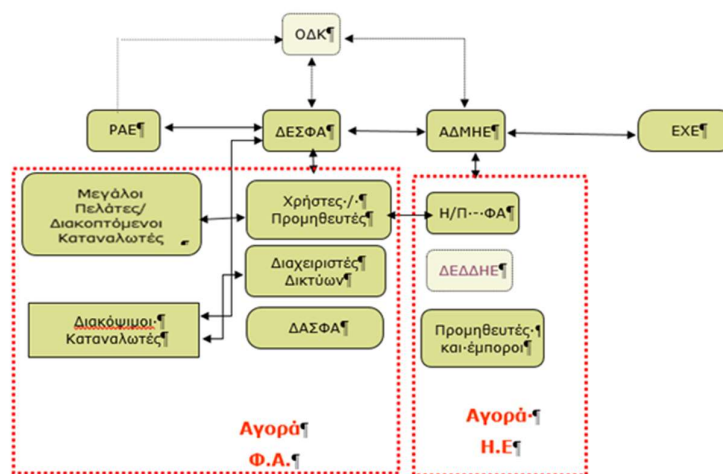 ΟΔΚ¶
ΡΑΕ¶
ΔΕΣΦΑ¶
ΑΔΜΗΕ¶
ΕΧΕ¶
Μεγάλοι
Πελάτες/
Διακοπτόμενοι
Καταναλωτές
¶
Χρήστες·/·¶
Προμηθευτές¶
Η/Π·–·ΦΑ¶
Διαχειριστές¶
Δικτύων¶
ΔΕΔΔΗΕ¶
Διακόψιμοι·¶
Καταναλωτές¶
ΔΑΣΦΑ¶
Προμηθευτές·¶
και·έμποροι¶
Αγορά¶
Φ.Α.¶
Αγορά·¶
Η.Ε¶